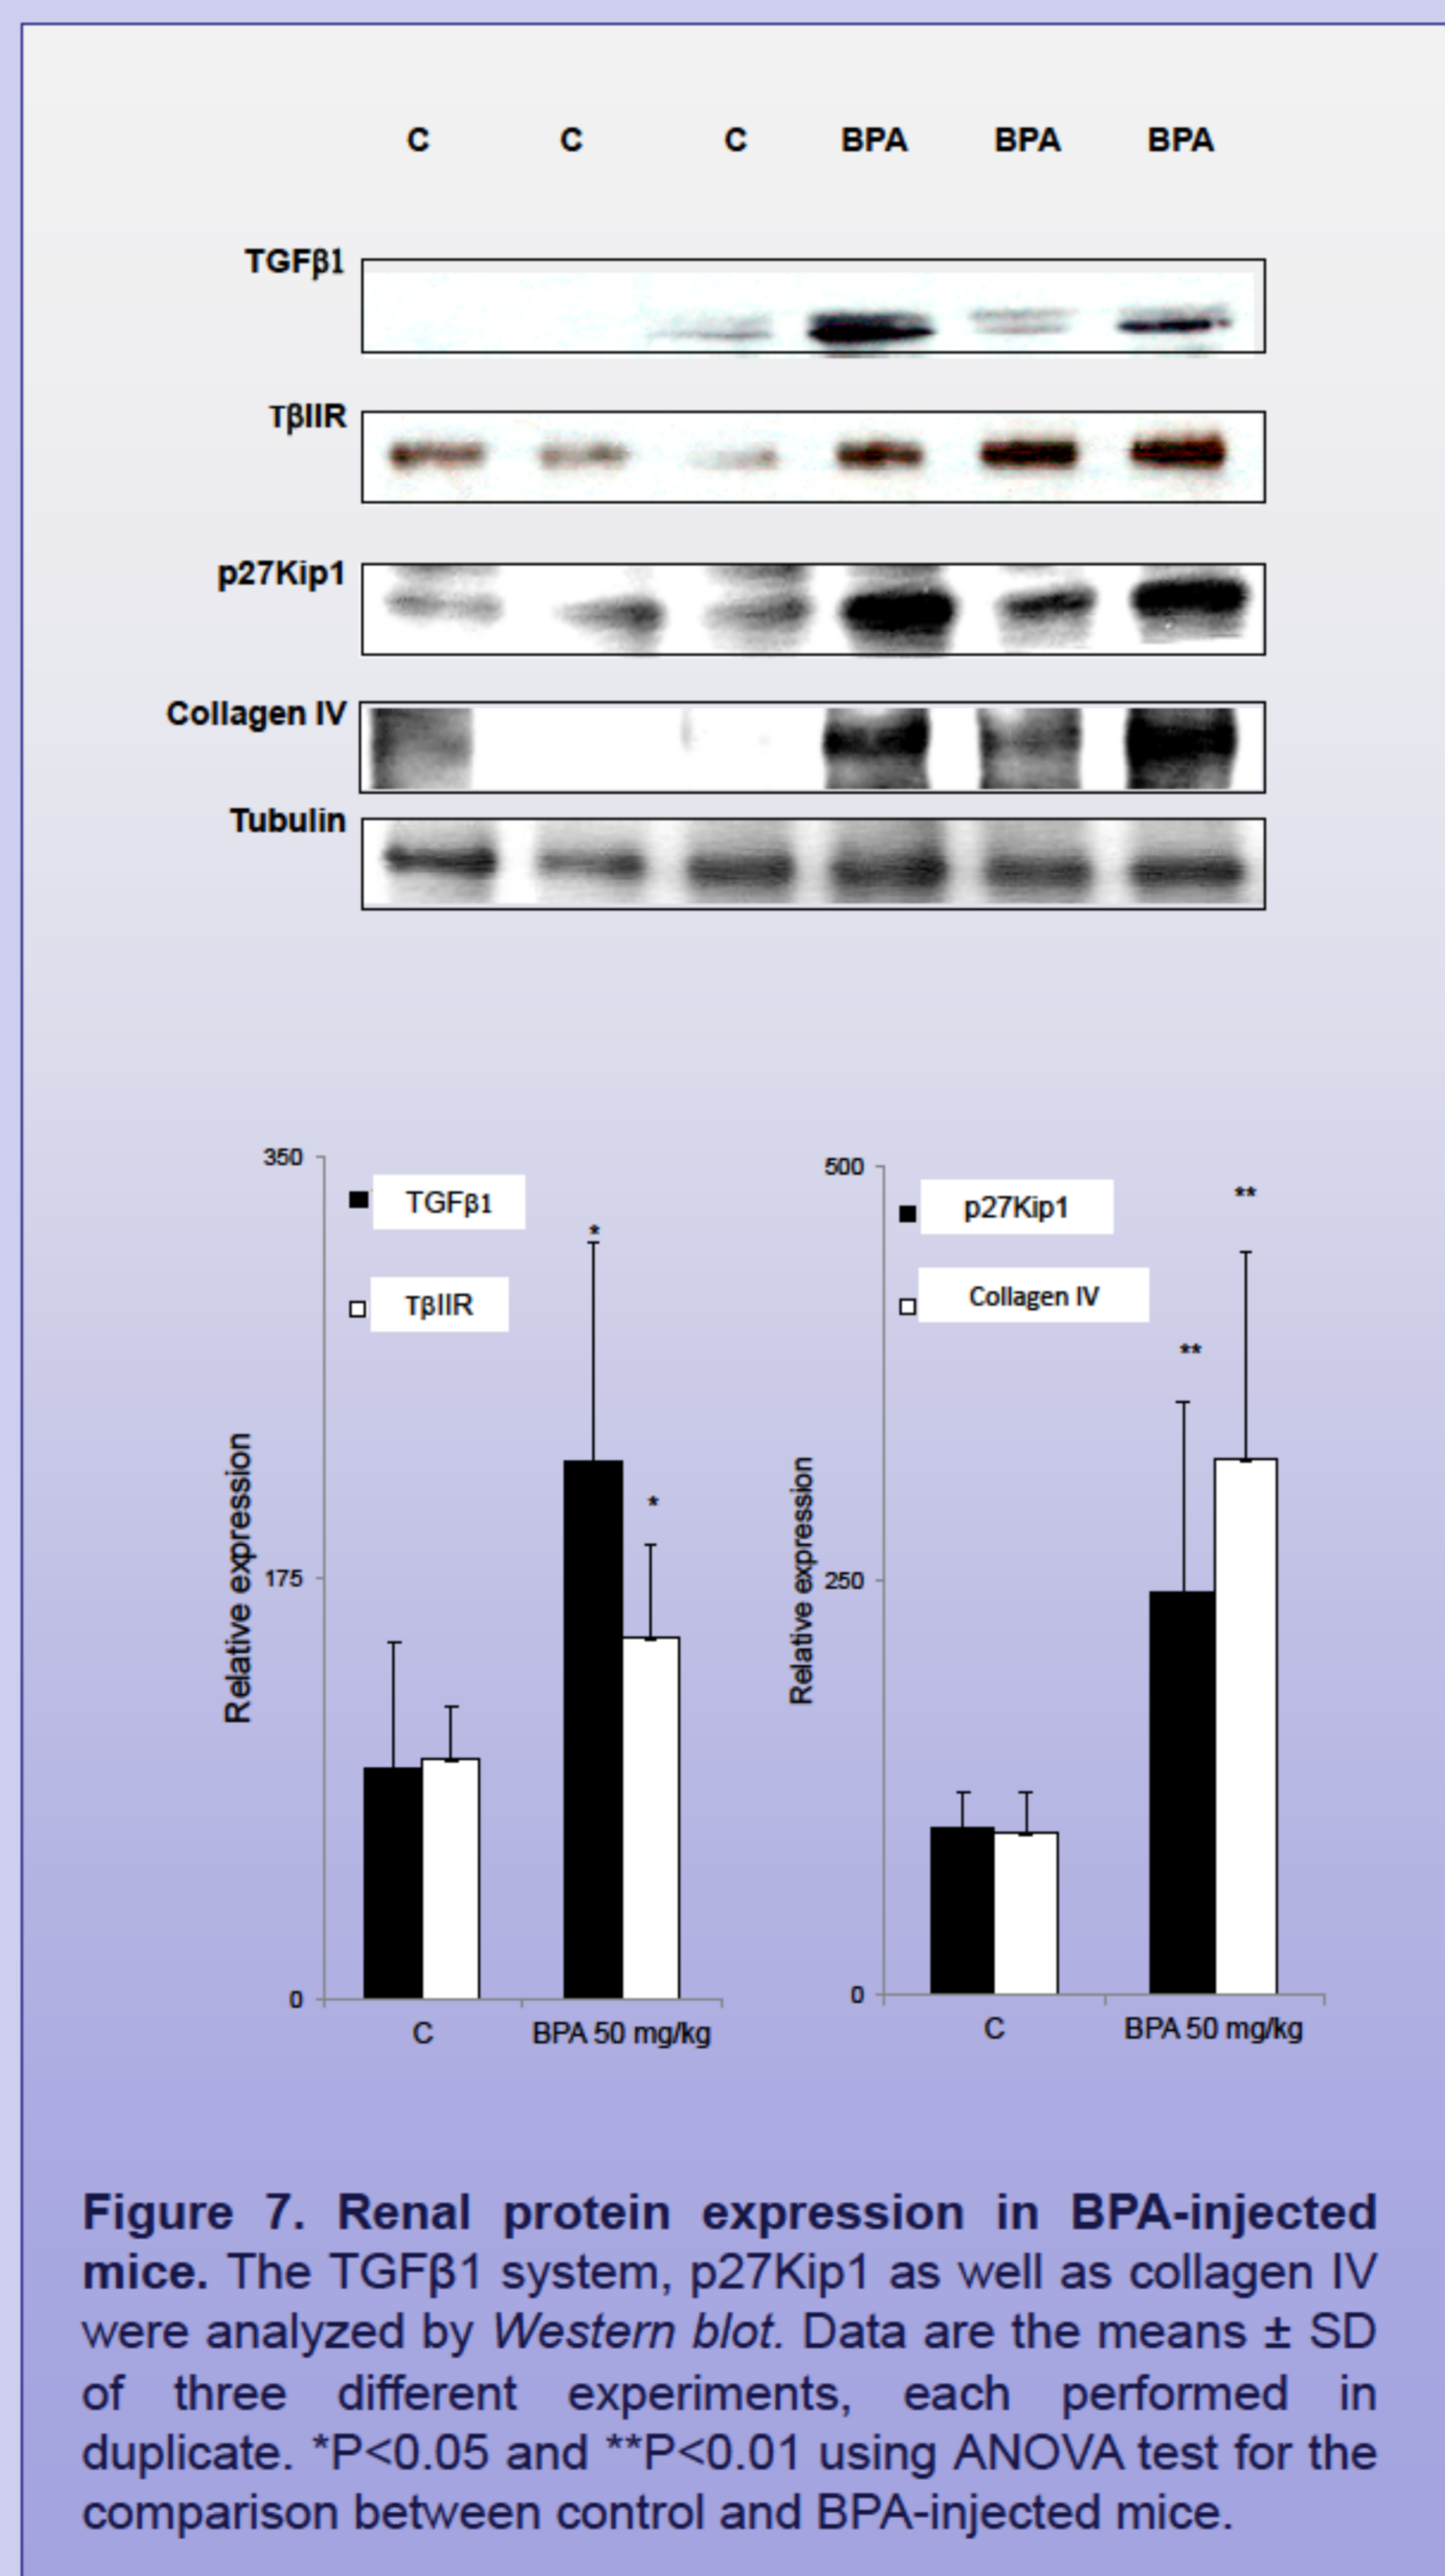 C C C BPA BPA BPA
TGFβ1
TβIIR
p27Kip1
Collagen IV
Tubulin
350
175
0
Relative expression
TGFβ1
TβIIR
*
*
C BPA 50 mg/kg
500
250
0
Relative expression
p27Kip1
Collagen IV
**
**
C BPA 50 mg/kg
Figure 7. Renal protein expression in BPA-injected
mice. The TGFβ1 system, p27Kip1 as well as collagen IV
were analyzed by Western blot. Data are the means ± SD
of three different experiments, each performed in
duplicate. *P<0.05 and **P<0.01 using ANOVA test for the
comparison between control and BPA-injected mice.